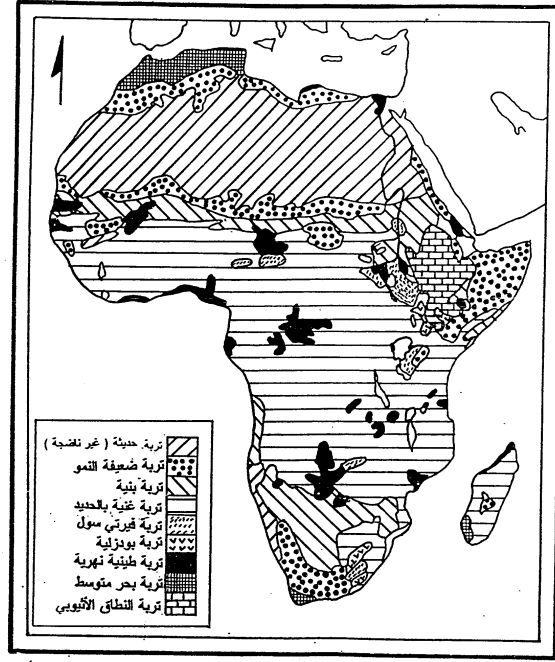 تربة حديثة ( غير ناضجة )
تربة ضعيفة النمو
تربة بنية
تربة غنية بالحديد
تربة فيرتي سول
تربة بودزلية
تربة طينية نهرية
تربة بحر متوسط
تربة النطاق الأثيوبي